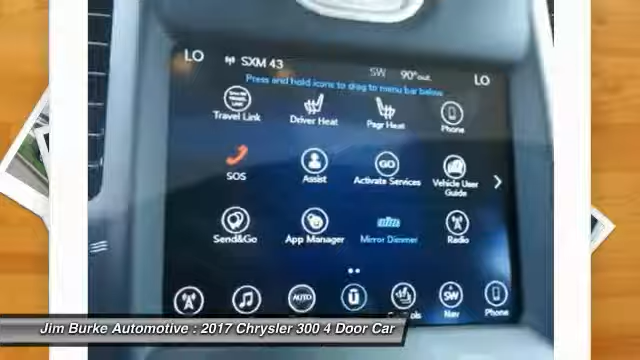 LO SXM 43 SW 90°out. LO
Press and hold icons to drag to menu bar below
Travel Link Driver Heat Psgr Heat Phone
SOS Assist GO Activate Services Vehicle User
Guide
Send&Go App Manager Mirror Dimmer Radio
AUTO SW
Nav Phone
Jim Burke Automotive : 2017 Chrysler 300 4 Door Car